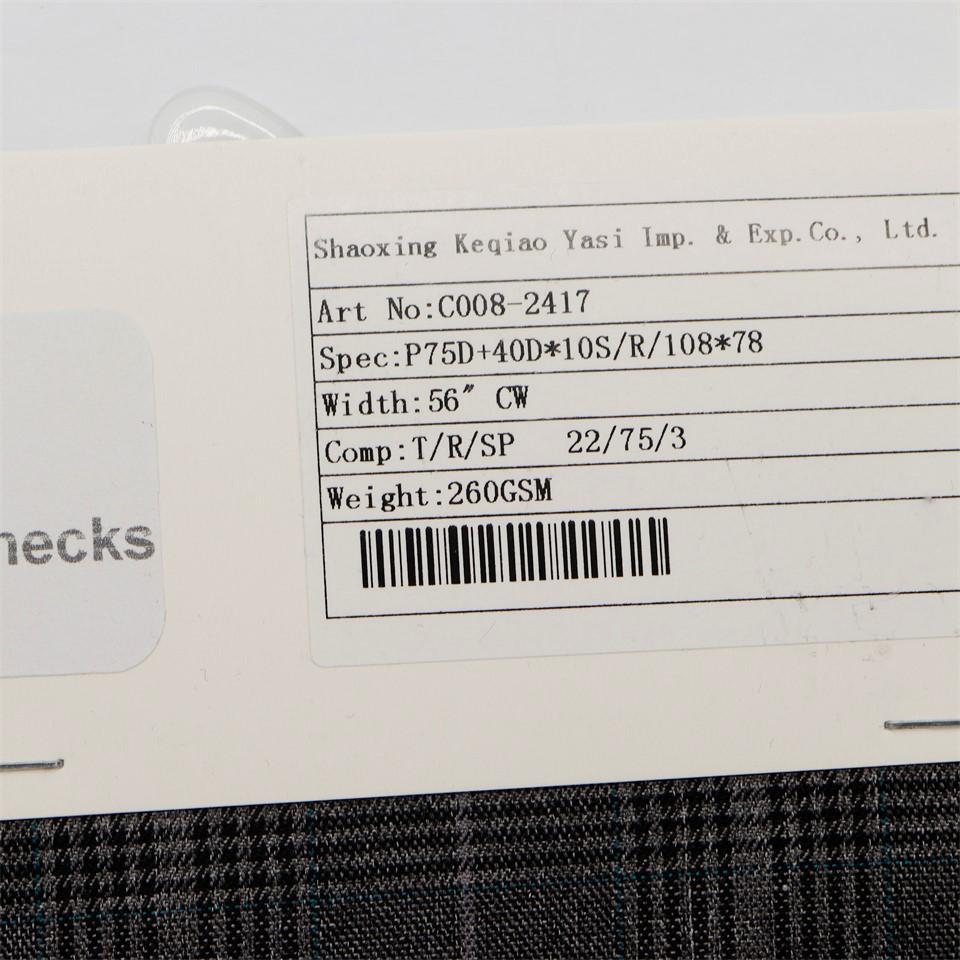 Shaoxing Keqiao Yasi Imp. & Exp.Co., Ltd.
Art No:C008-2417
Spec:P75D+40D*10S/R/108*78
Width:56″ CW
Comp:T/R/SP 22/75/3
Weight:260GSM
hecks